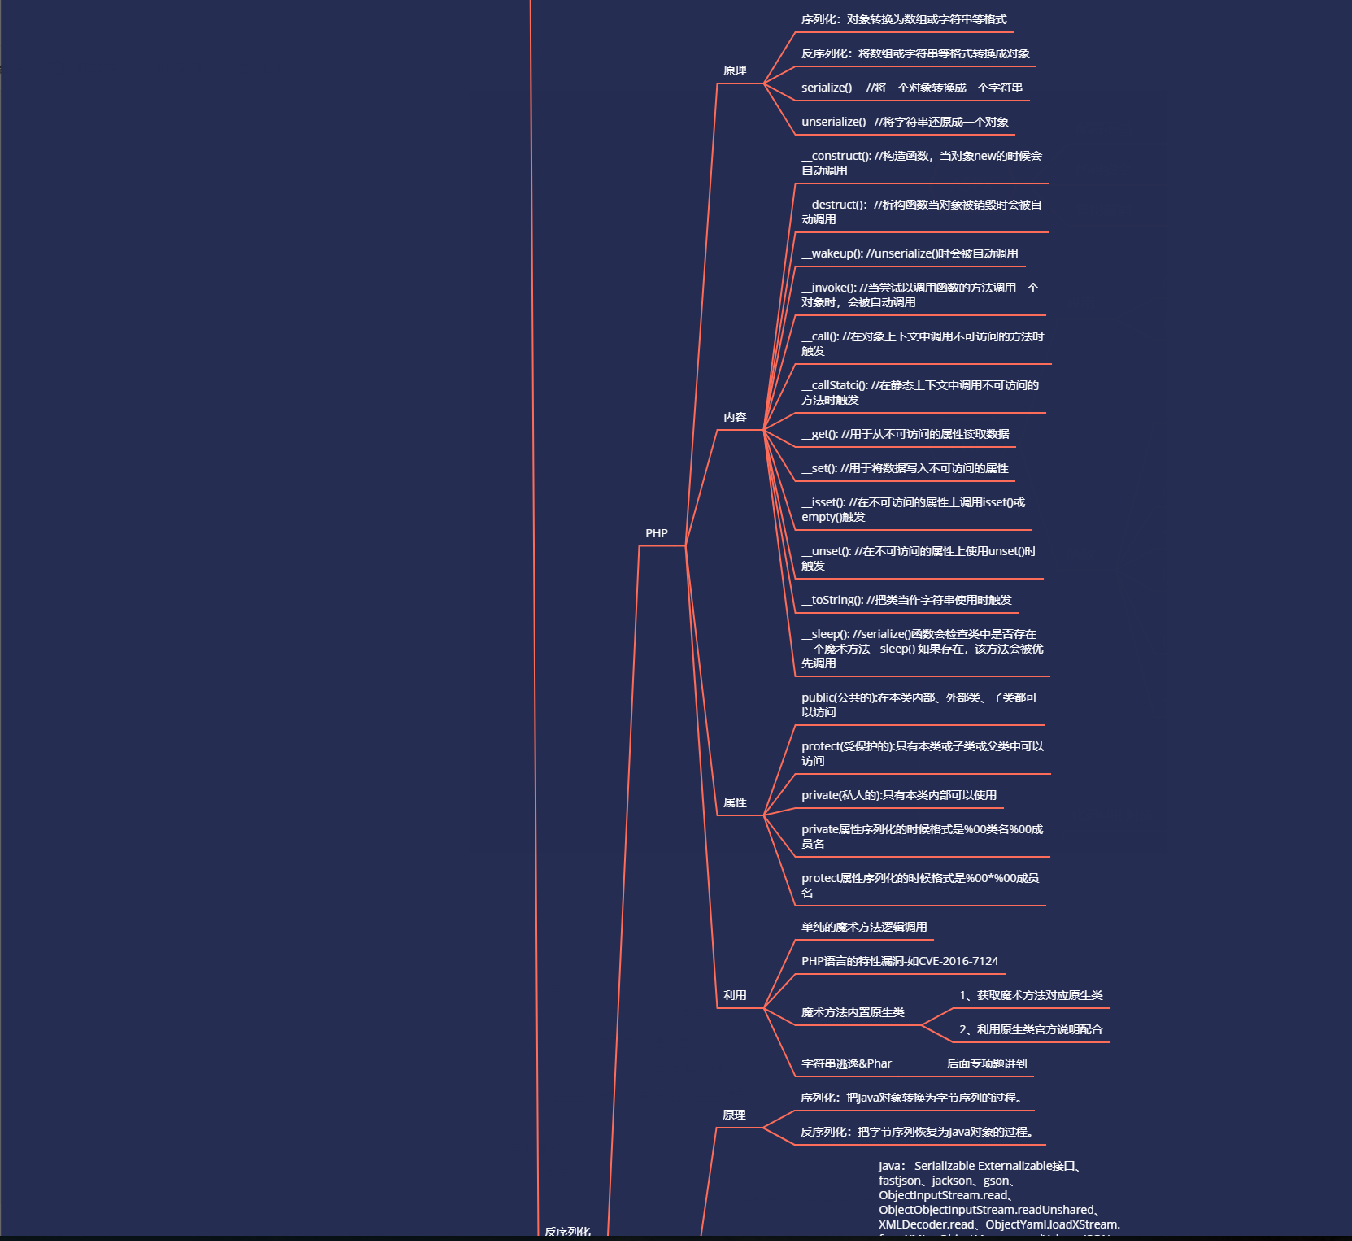 序列化：对象转换为数组或字符串等格式
反序列化：将数组或字符串等格式转换成对象
原理
serialize() //将一个对象转换成一个字符串
unserialize() //将字符串还原成一个对象
__construct(): //构造函数，当对象new的时候会
自动调用
__destruct()：//析构函数当对象被销毁时会被自
动调用
__wakeup(): //unserialize()时会被自动调用
__invoke(): //当尝试以调用函数的方法调用一个
对象时，会被自动调用
__call(): //在对象上下文中调用不可访问的方法时
触发
__callStatci(): //在静态上下文中调用不可访问的
方法时触发
内容
__get(): //用于从不可访问的属性读取数据
__set(): //用于将数据写入不可访问的属性
__isset(): //在不可访问的属性上调用isset()或
empty()触发
PHP
__unset(): //在不可访问的属性上使用unset()时
触发
__toString(): //把类当作字符串使用时触发
__sleep(): //serialize()函数会检查类中是否存在
一个魔术方法__sleep() 如果存在，该方法会被优
先调用
public(公共的):在本类内部、外部类、子类都可
以访问
protect(受保护的):只有本类或子类或父类中可以
访问
private(私人的):只有本类内部可以使用
属性
private属性序列化的时候格式是%00类名%00成
员名
protect属性序列化的时候格式是%00*%00成员
名
单纯的魔术方法逻辑调用
PHP语言的特性漏洞-如CVE-2016-7124
利用
魔术方法内置原生类
1、获取魔术方法对应原生类
2、利用原生类官方说明配合
字符串逃逸&Phar 后面专项题讲到
序列化：把Java对象转换为字节序列的过程。
原理
反序列化：把字节序列恢复为Java对象的过程。
Java： Serializable Externalizable接口、
fastjson、jackson、gson、
ObjectInputStream.read、
ObjectObjectInputStream.readUnshared、
XMLDecoder.read、ObjectYaml.loadXStream.
反序列化